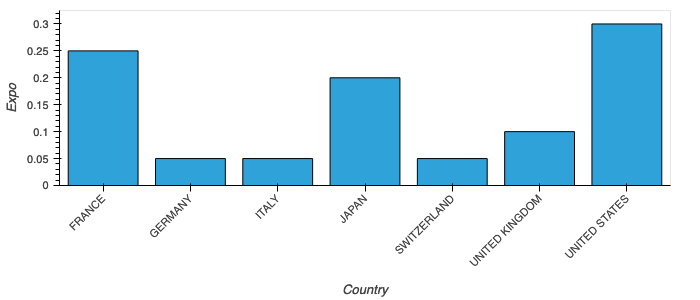 Expo
0.3
0.25
0.2
0.15
0.1
0.05
0
FRANCE
GERMANY
ITALY
JAPAN
SWITZERLAND
UNITED KINGDOM
UNITED STATES
Country